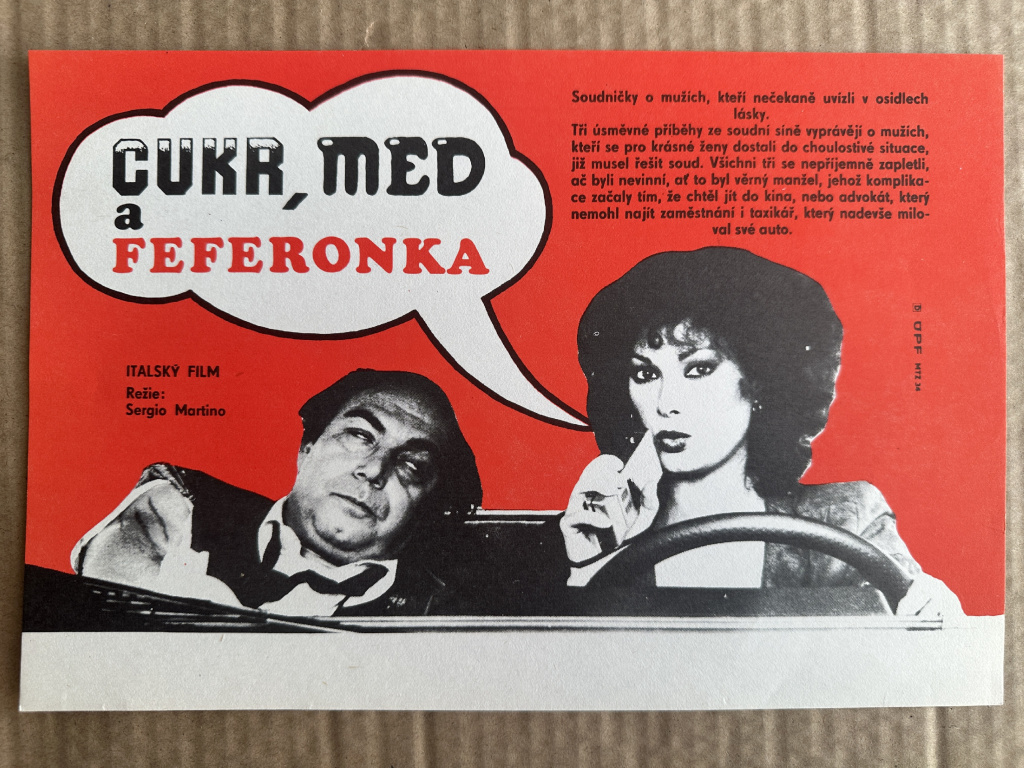 CUKR, MED
a
FEFERONKA
Soudničky o mužích, kteří nečekaně uvízli v osidlech
lásky.
Tři úsměvné příběhy ze soudní síně vyprávějí o mužích,
kteří se pro krásné ženy dostali do choulostivé situace,
již musel řešit soud. Všichni tři se nepříjemně zapletli,
ač byli nevinní, ať to byl věrný manžel, jehož komplika-
ce začaly tím, že chtěl jít do kina, nebo advokát, který
nemohl najít zaměstnání i taxikář, který nadevše milo-
val své auto.
ITALSKÝ FILM
Režie:
Sergio Martino
ÚPF MTZ 34